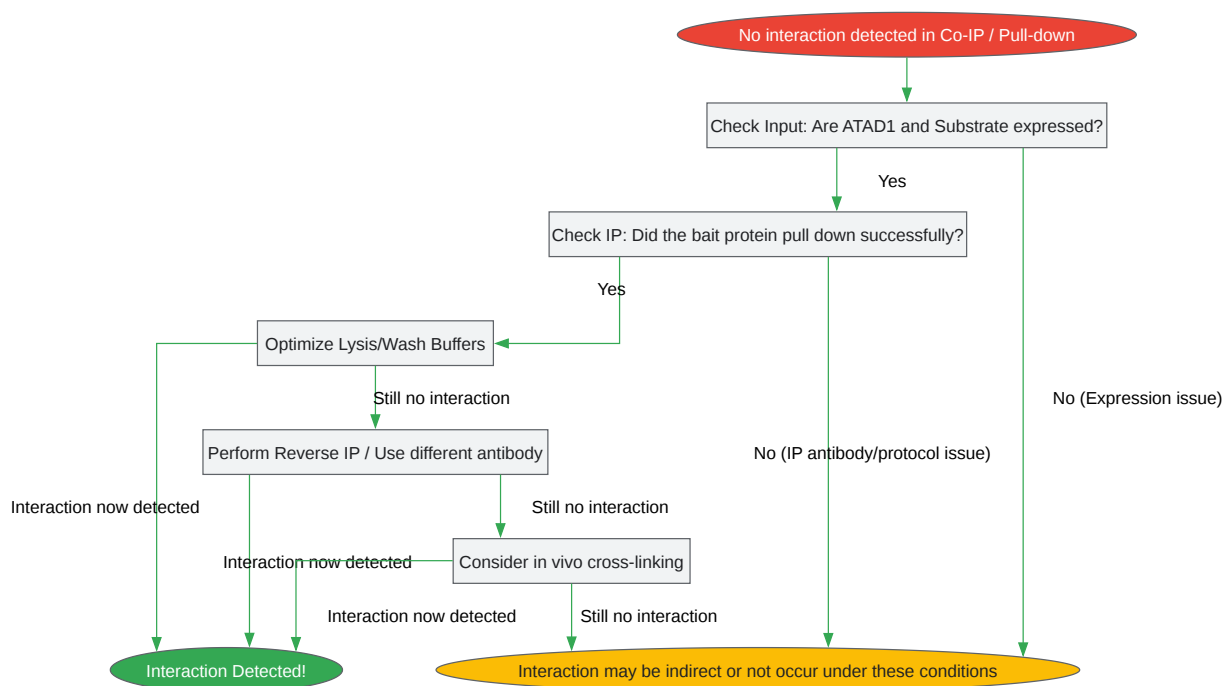 No interaction detected in Co-IP / Pull-down
Check Input: Are ATAD1 and Substrate expressed?
Yes
Check IP: Did the bait protein pull down successfully?
Yes
Optimize Lysis/Wash Buffers
Still no interaction
No (Expression issue)
Perform Reverse IP / Use different antibody
No (IP antibody/protocol issue)
Interaction now detected
Still no interaction
Interaction now detected
Consider in vivo cross-linking
Interaction now detected
Still no interaction
Interaction Detected!
Interaction may be indirect or not occur under these conditions